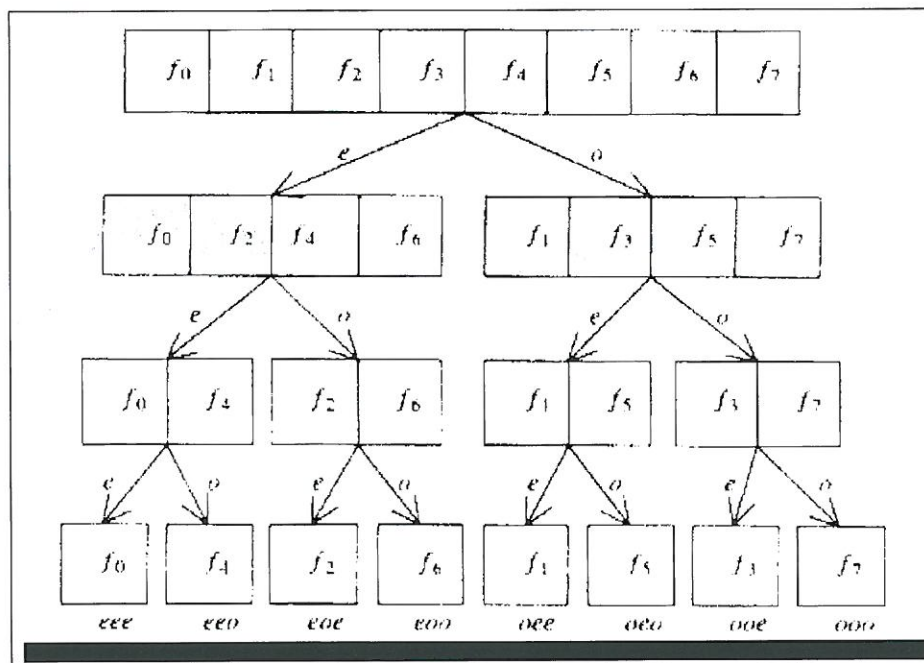 f₀ f₁ f₂ f₃ f₄ f₅ f₆ f₇
e o
f₀ f₂ f₄ f₆ f₁ f₃ f₅ f₇
e o e o
f₀ f₄ f₂ f₆ f₁ f₅ f₃ f₇
e o e o e o e o
f₀ f₄ f₂ f₆ f₁ f₅ f₃ f₇
eee eeo eoe eoo oee oeo ooe ooo